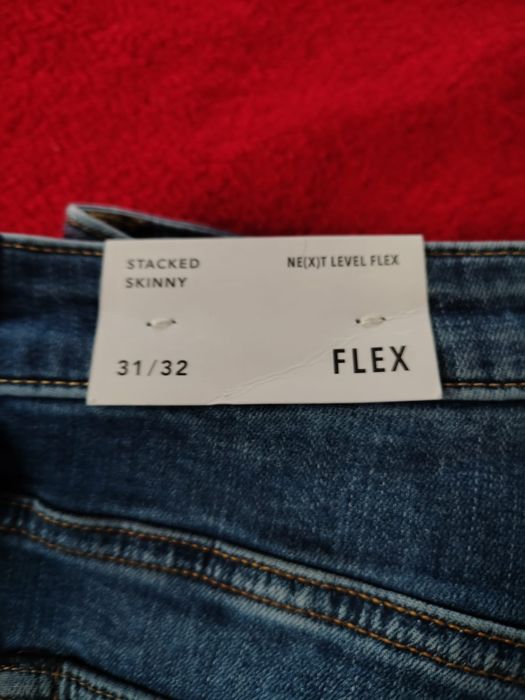 STACKED
SKINNY
NE(X)T LEVEL FLEX
31/32
FLEX